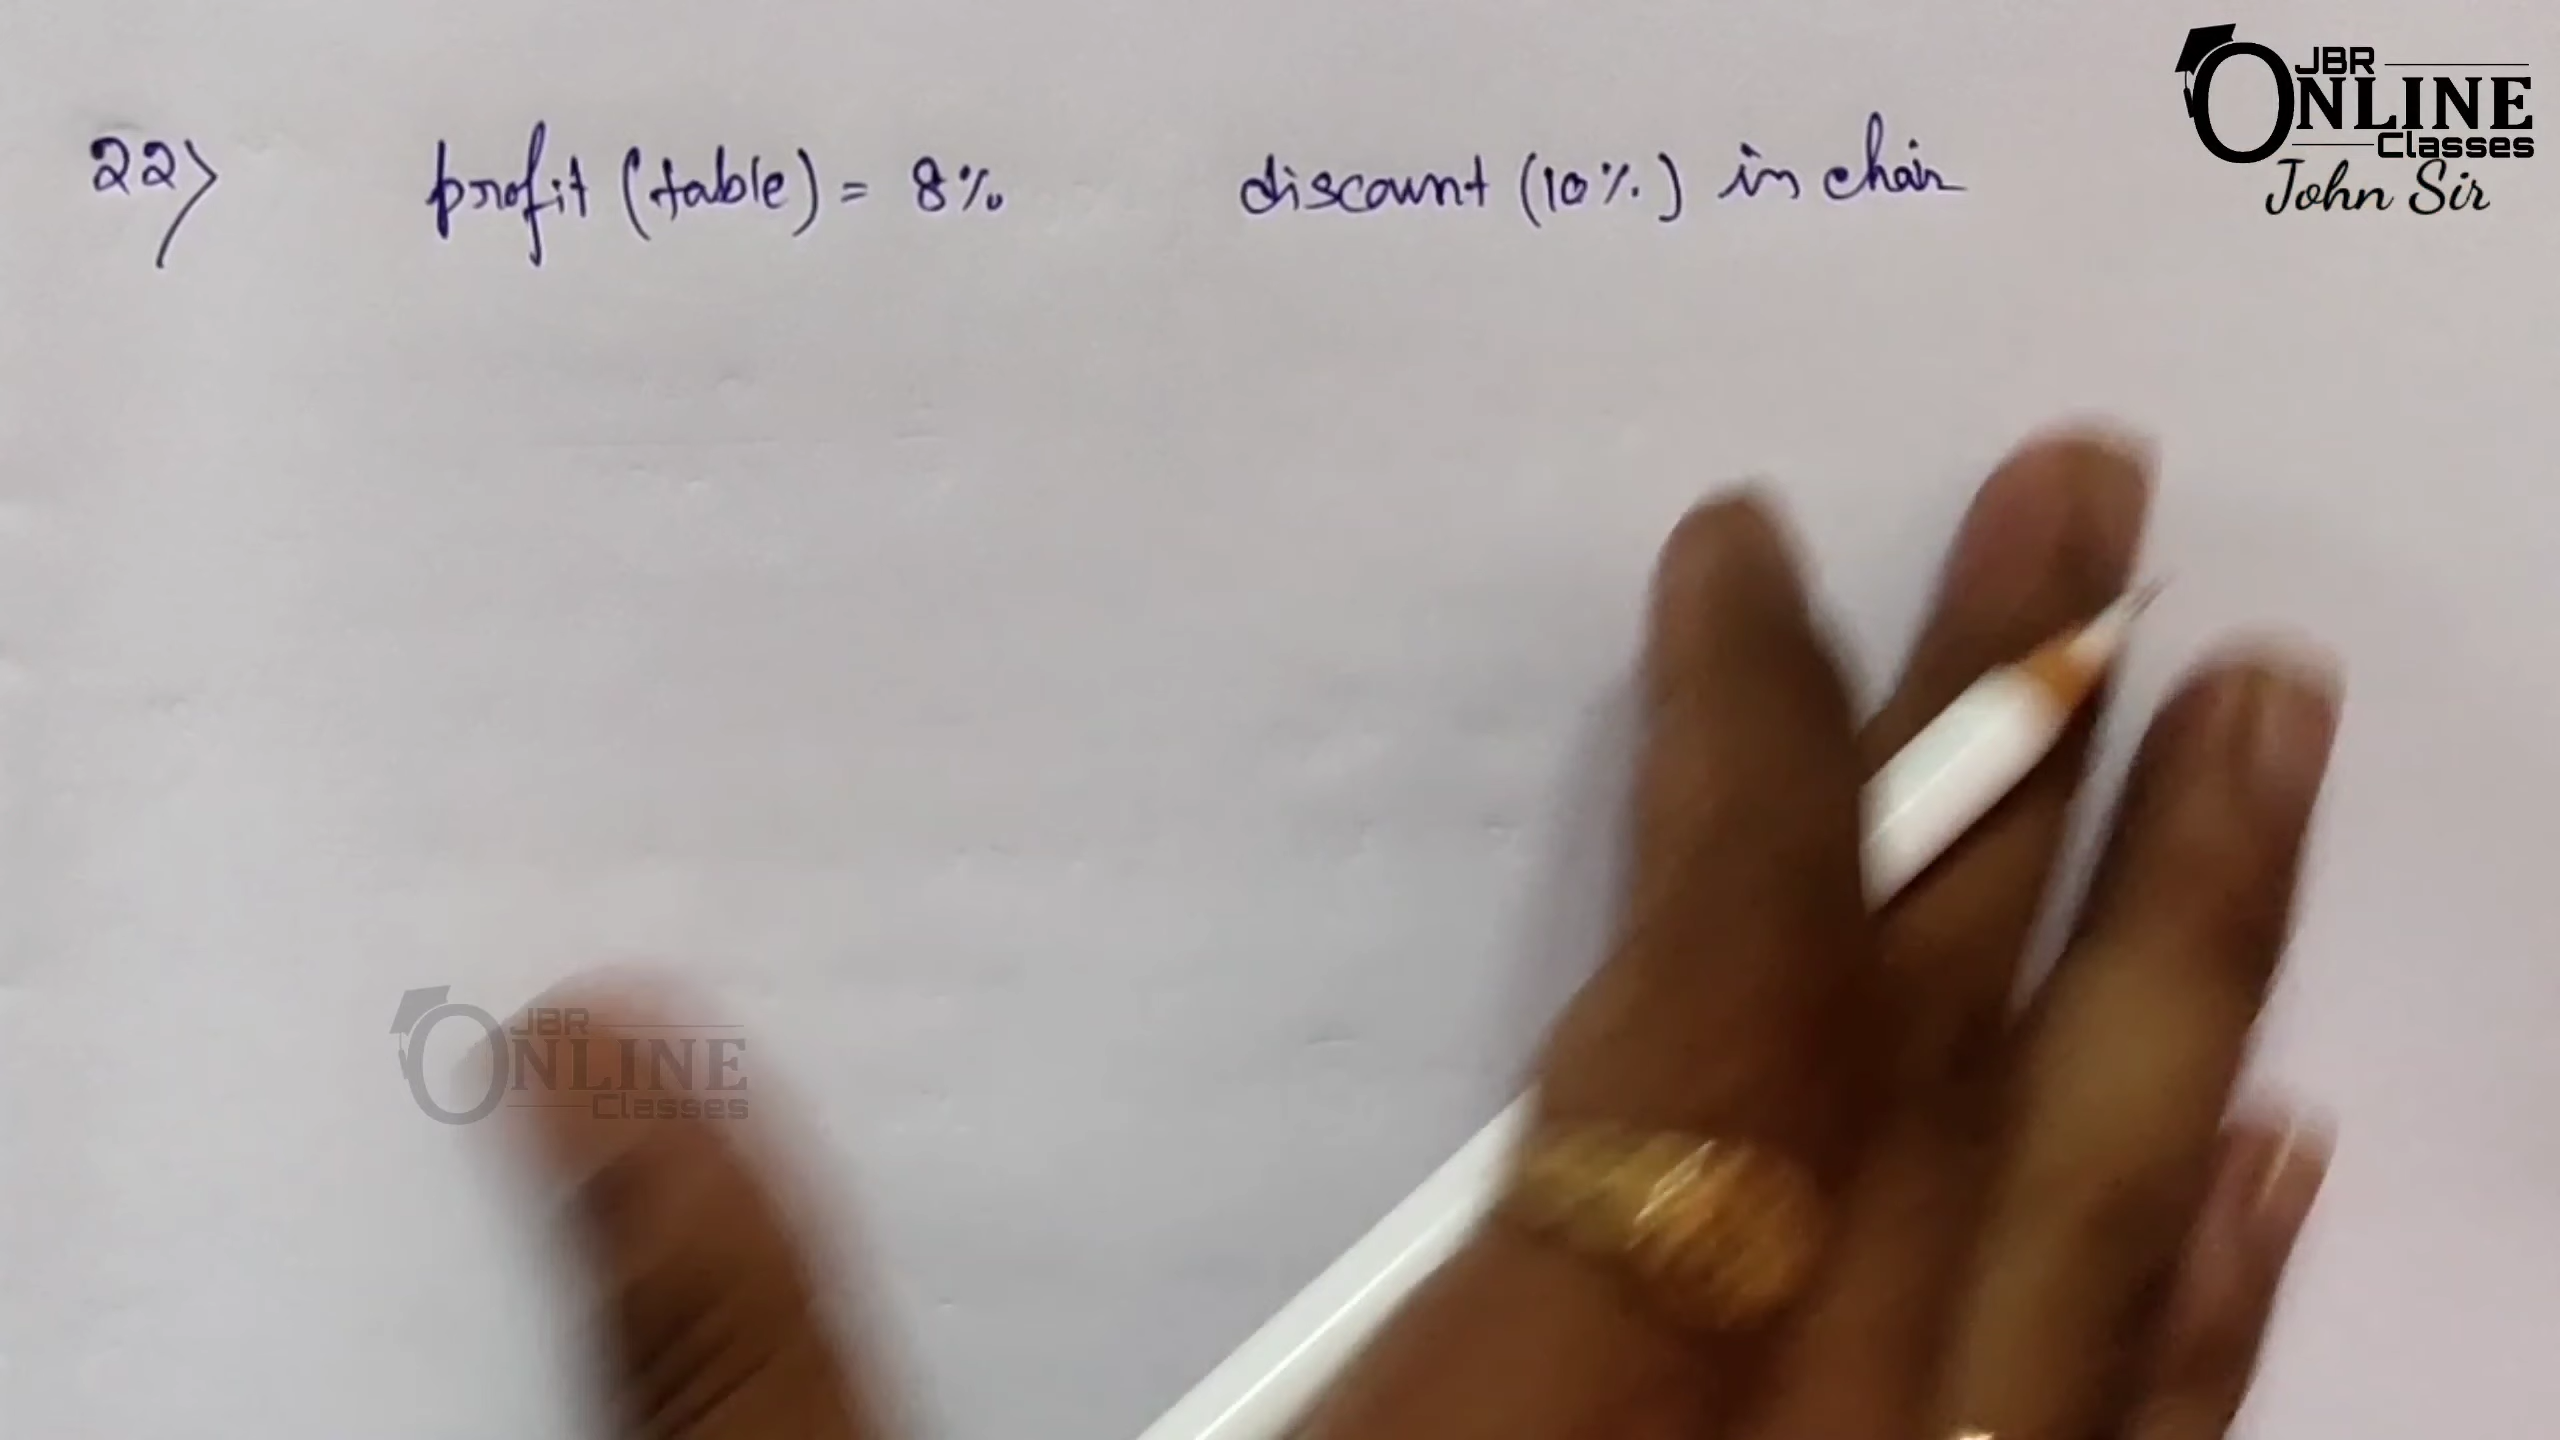 JBR
ONLINE
Classes
John Sir
22) profit (table) = 8% discount (10%) in chair
JBR
ONLINE
Classes